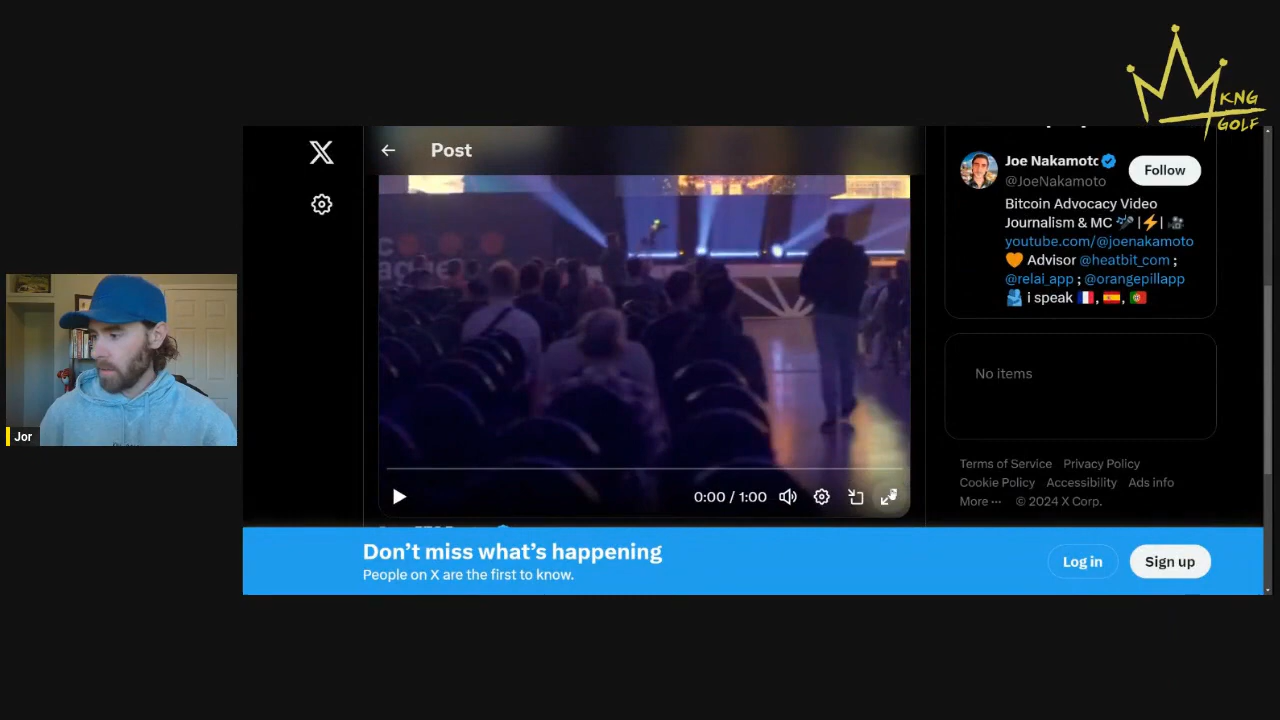 KNG
GOLF
Post
Joe Nakamoto
Follow
@JoeNakamoto
Bitcoin Advocacy Video
Journalism & MC 🎤 |⚡| 🎥
youtube.com/@joenakamoto
🧡 Advisor @heatbit_com ;
@relai_app ; @orangepillapp
🫂 i speak 🇫🇷, 🇪🇸, 🇵🇹
No items
Jor
0:00 / 1:00
Terms of Service Privacy Policy
Cookie Policy Accessibility Ads info
More ··· © 2024 X Corp.
Don’t miss what’s happening
People on X are the first to know.
Log in
Sign up